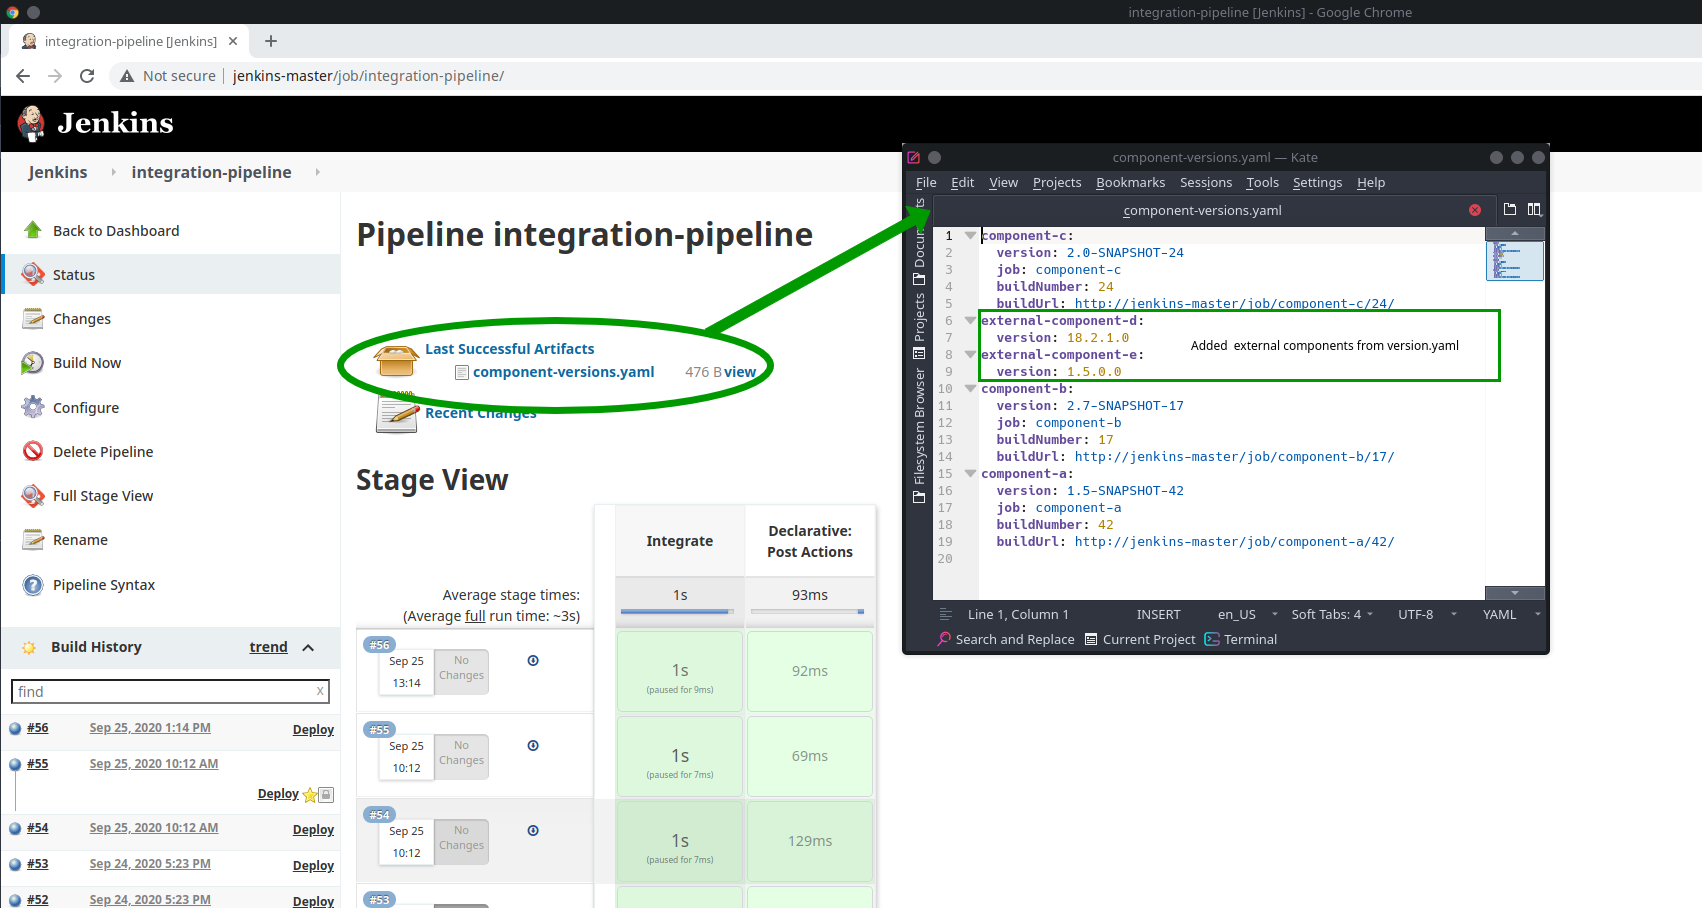 integration-pipeline [Jenkins] - Google Chrome
integration-pipeline [Jenkins]
Not secure | jenkins-master/job/integration-pipeline/
Jenkins
Jenkins
integration-pipeline
Back to Dashboard
Status
Changes
Build Now
Configure
Delete Pipeline
Full Stage View
Rename
Pipeline Syntax
Build History
trend
find
x
#56 Sep 25, 2020 1:14 PM Deploy
#55 Sep 25, 2020 10:12 AM
Deploy
#54 Sep 25, 2020 10:12 AM Deploy
#53 Sep 24, 2020 5:23 PM Deploy
#52 Sep 24, 2020 5:23 PM Deploy
Pipeline integration-pipeline
Last Successful Artifacts
component-versions.yaml 476 B view
Recent Changes
Stage View
Integrate
Declarative:
Post Actions
Average stage times:
(Average full run time: ~3s)
1s
93ms
#56
Sep 25
13:14
No
Changes
1s
(paused for 9ms)
92ms
#55
Sep 25
10:12
No
Changes
1s
(paused for 7ms)
69ms
#54
Sep 25
10:12
No
Changes
1s
(paused for 7ms)
129ms
#53
component-versions.yaml — Kate
File Edit View Projects Bookmarks Sessions Tools Settings Help
component-versions.yaml
Projects
Filesystem Browser
1 component-c:
2 version: 2.0-SNAPSHOT-24
3 job: component-c
4 buildNumber: 24
5 buildUrl: http://jenkins-master/job/component-c/24/
6 external-component-d:
7 version: 18.2.1.0
8 external-component-e:
9 version: 1.5.0.0
Added external components from version.yaml
10 component-b:
11 version: 2.7-SNAPSHOT-17
12 job: component-b
13 buildNumber: 17
14 buildUrl: http://jenkins-master/job/component-b/17/
15 component-a:
16 version: 1.5-SNAPSHOT-42
17 job: component-a
18 buildNumber: 42
19 buildUrl: http://jenkins-master/job/component-a/42/
20
Line 1, Column 1 INSERT en_US Soft Tabs: 4 UTF-8 YAML
Search and Replace Current Project Terminal